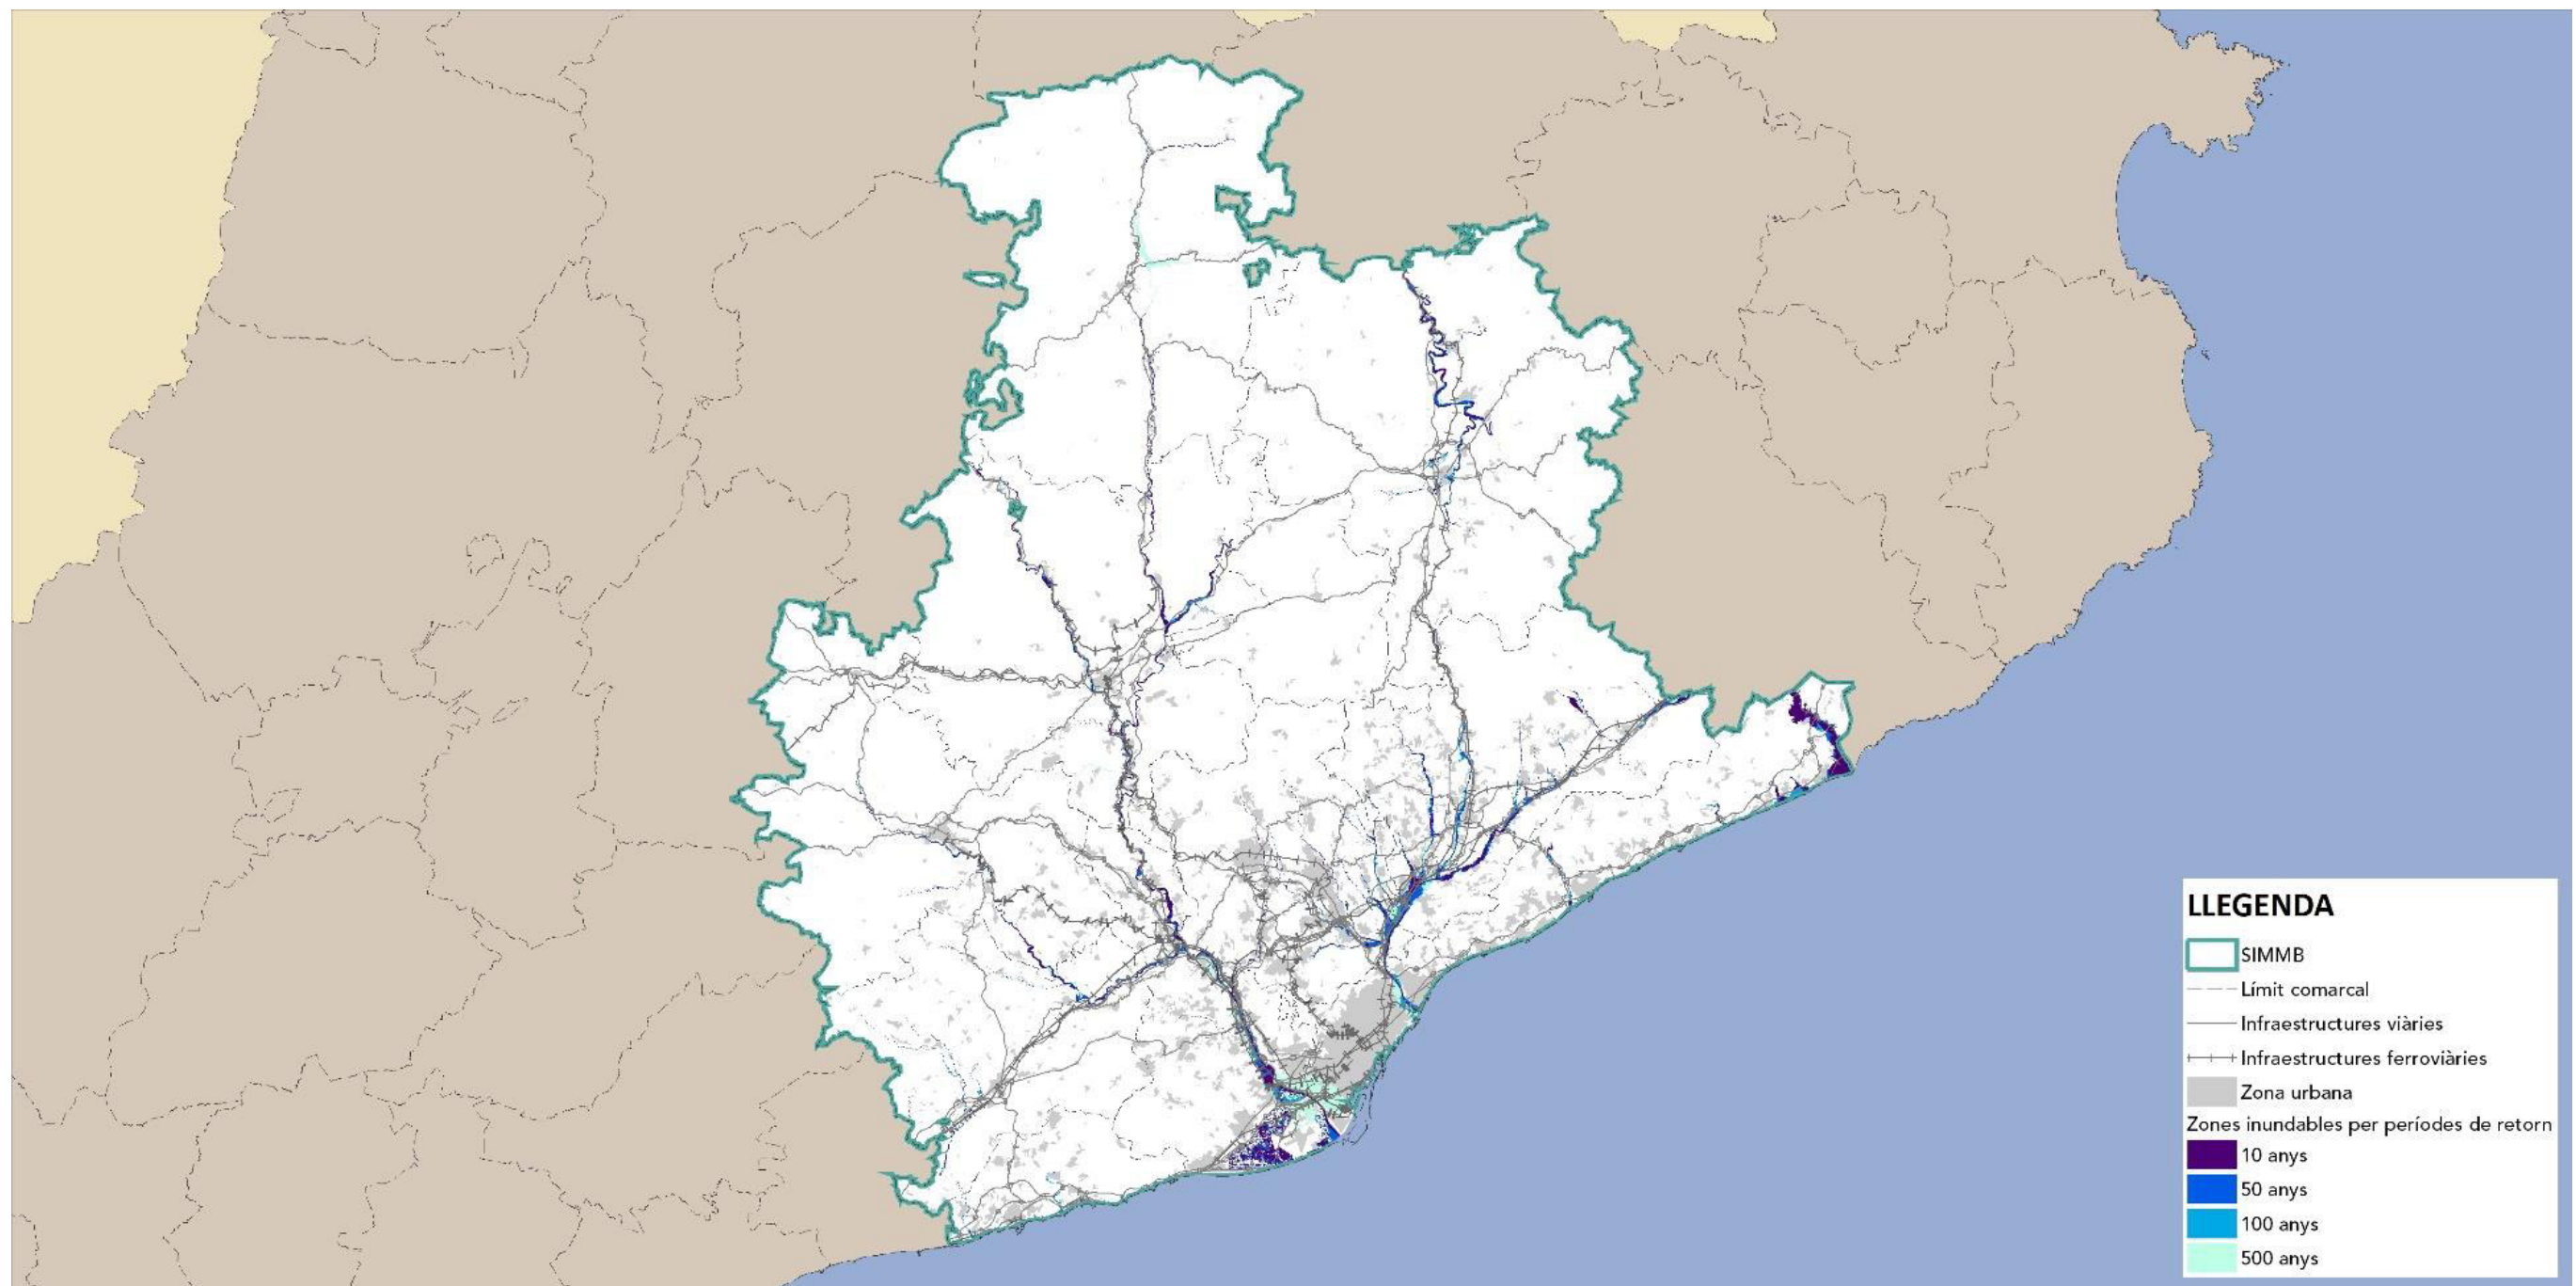 LLEGENDA
SIMMB
Límit comarcal
Infraestructures viàries
Infraestructures ferroviàries
Zona urbana
Zones inundables per períodes de retorn
10 anys
50 anys
100 anys
500 anys